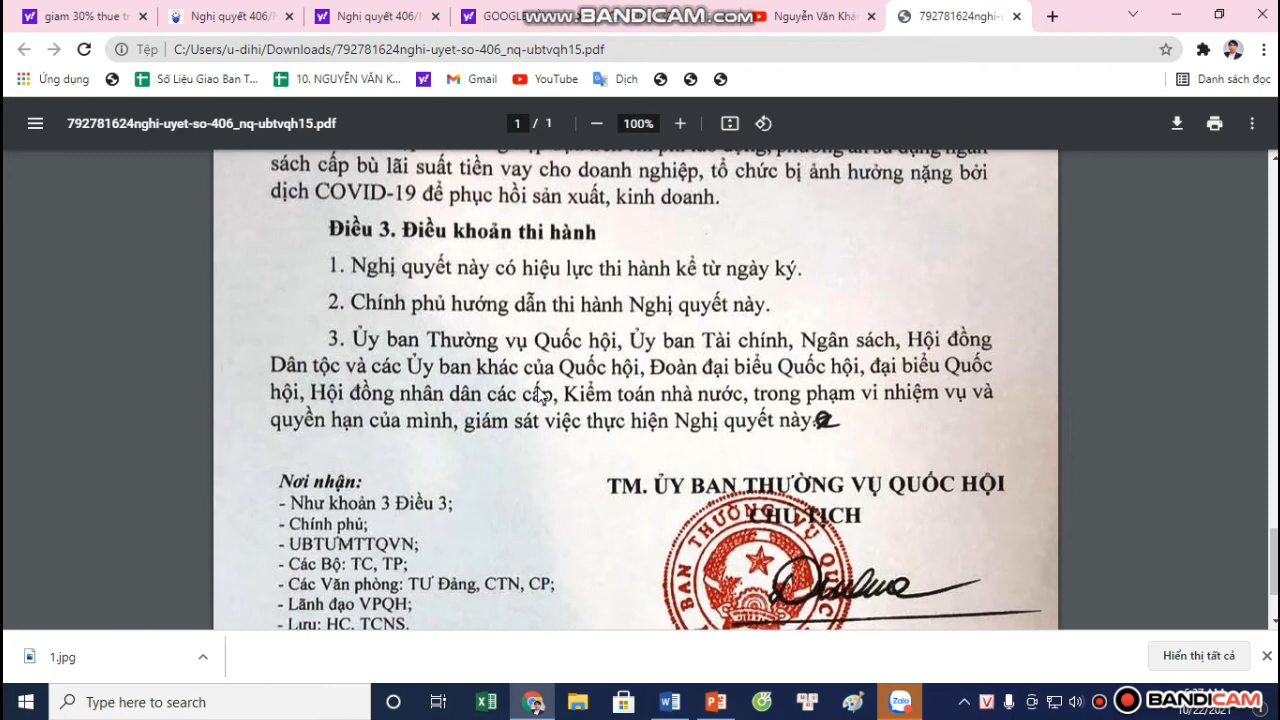 giam 30% thue t
Nghị quyết 406/
Nghị quyết 406/
GOOGLE
www.BANDICAM.com
Nguyễn Văn Khá
792781624nghi-u
Tệp
C:/Users/u-dihi/Downloads/792781624nghi-uyet-so-406_nq-ubtvqh15.pdf
Ứng dụng
Số Liệu Giao Ban T...
10. NGUYỄN VĂN K...
Gmail
YouTube
Dịch
Danh sách đọc
792781624nghi-uyet-so-406_nq-ubtvqh15.pdf
1 / 1
100%
sách cấp bù lãi suất tiền vay cho doanh nghiệp, tổ chức bị ảnh hưởng nặng bởi
dịch COVID-19 để phục hồi sản xuất, kinh doanh.
Điều 3. Điều khoản thi hành
1. Nghị quyết này có hiệu lực thi hành kể từ ngày ký.
2. Chính phủ hướng dẫn thi hành Nghị quyết này.
3. Ủy ban Thường vụ Quốc hội, Ủy ban Tài chính, Ngân sách, Hội đồng
Dân tộc và các Ủy ban khác của Quốc hội, Đoàn đại biểu Quốc hội, đại biểu Quốc
hội, Hội đồng nhân dân các cấp, Kiểm toán nhà nước, trong phạm vi nhiệm vụ và
quyền hạn của mình, giám sát việc thực hiện Nghị quyết này.
Nơi nhận:
- Như khoản 3 Điều 3;
- Chính phủ;
- UBTƯMTTQVN;
- Các Bộ: TC, TP;
- Các Văn phòng: TƯ Đảng, CTN, CP;
- Lãnh đạo VPQH;
- Lưu: HC, TCNS.
TM. ỦY BAN THƯỜNG VỤ QUỐC HỘI
CHỦ TỊCH
BAN THƯỜNG VỤ QUỐC
1.jpg
Hiển thị tất cả
Type here to search
Zalo
BANDICAM
10/22/2021